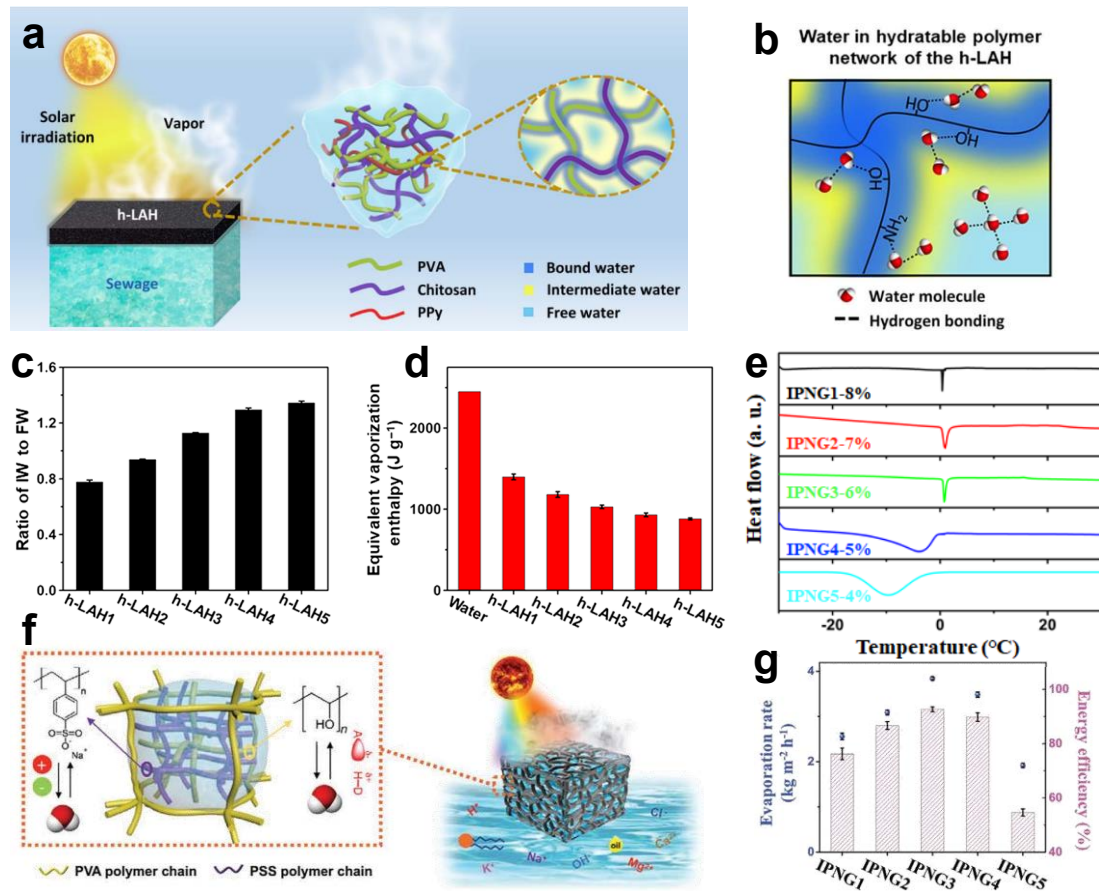 a
Solar
irradiation
Vapor
h-LAH
Sewage
PVA
Chitosan
PPy
Bound water
Intermediate water
Free water
b
Water in hydratable polymer
network of the h-LAH
HO
OH
OH
NH2
Water molecule
Hydrogen bonding
c
Ratio of IW to FW
1.6
1.2
0.8
0.4
0.0
h-LAH1
h-LAH2
h-LAH3
h-LAH4
h-LAH5
d
Equivalent vaporization
enthalpy (J g⁻¹)
2500
2000
1000
500
0
Water
h-LAH1
h-LAH2
h-LAH3
h-LAH4
h-LAH5
e
Heat flow (a. u.)
IPNG1-8%
IPNG2-7%
IPNG3-6%
IPNG4-5%
IPNG5-4%
-20
0
20
Temperature (°C)
f
n
O=S=O
O⁻
Na⁺
+
-
HO
n
A
δ⁻
δ⁺
H-D
PVA polymer chain
PSS polymer chain
H⁺
K⁺
Na⁺
OH⁻
oil
Cl⁻
Ca²⁺
Mg²⁺
g
Evaporation rate
(kg m⁻² h⁻¹)
4
2
0
Energy efficiency
(%)
100
80
60
40
IPNG1
IPNG2
IPNG3
IPNG4
IPNG5